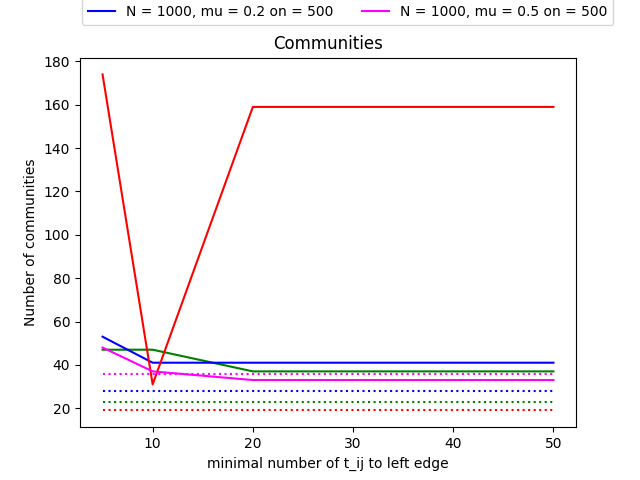 N = 1000, mu = 0.2 on = 500 N = 1000, mu = 0.5 on = 500
Communities
180
160
140
120
100
80
60
40
20
Number of communities
10 20 30 40 50
minimal number of t_ij to left edge